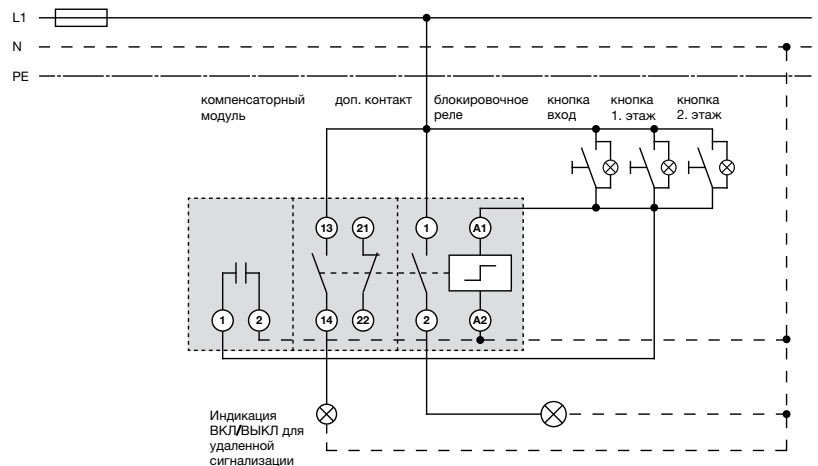 L1
N
PE
компенсаторный
модуль
доп. контакт
блокировочное
реле
кнопка
вход
кнопка
1. этаж
кнопка
2. этаж
13
21
1
A1
1
2
14
22
2
A2
Индикация
ВКЛ/ВЫКЛ для
удаленной
сигнализации